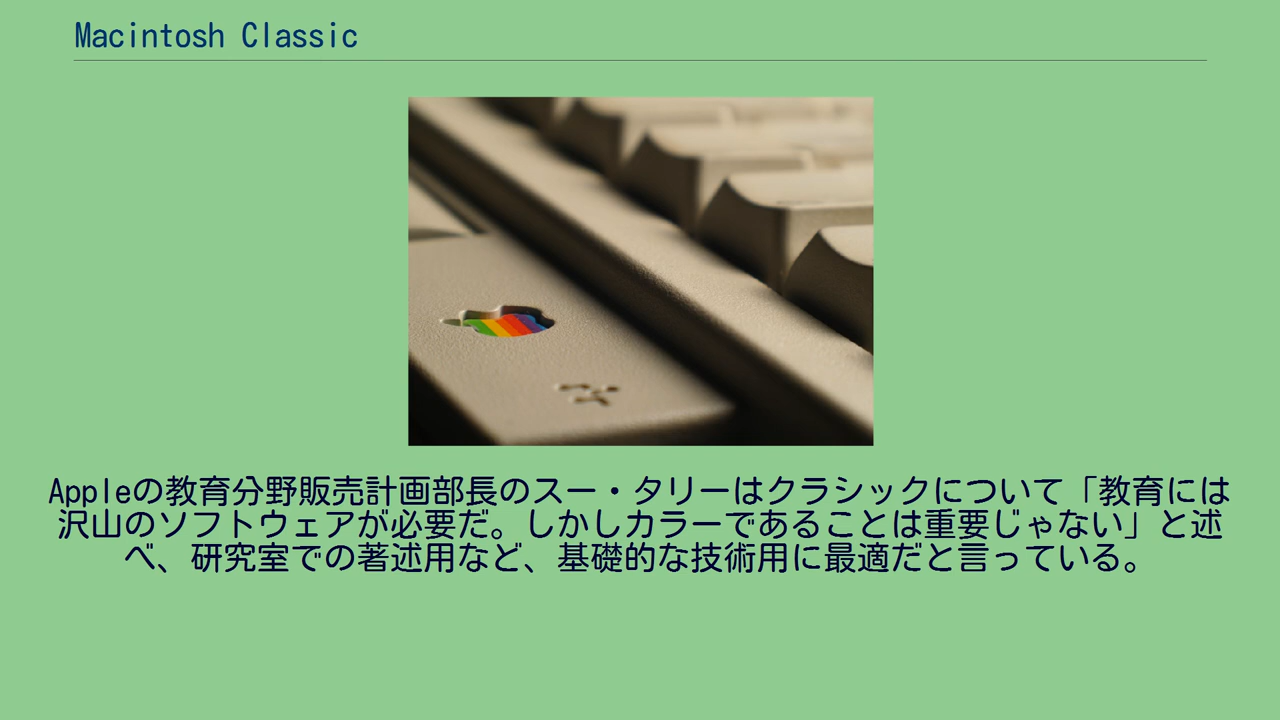 Macintosh Classic
Appleの教育分野販売計画部長のスー・タリーはクラシックについて「教育には
沢山のソフトウェアが必要だ。しかしカラーであることは重要じゃない」と述
べ、研究室での著述用など、基礎的な技術用に最適だと言っている。